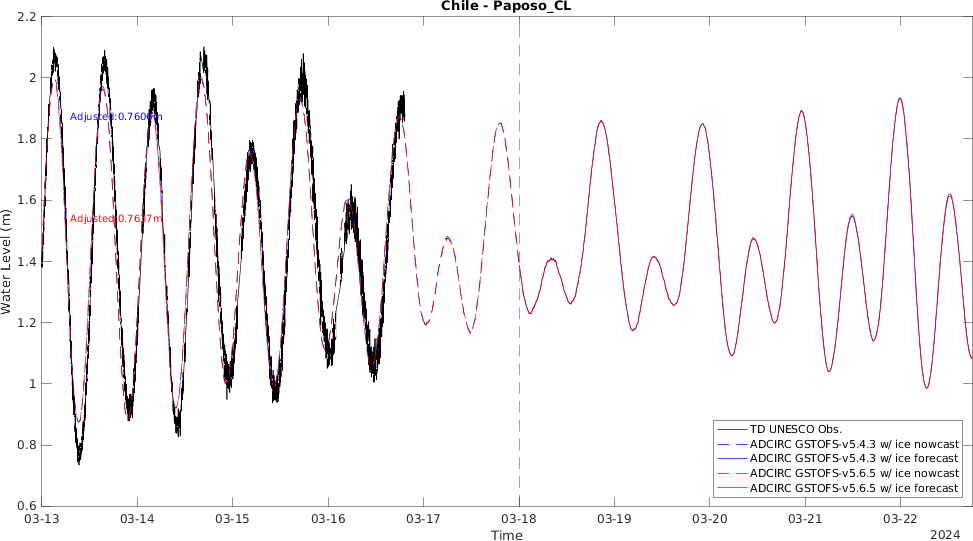 Chile - Paposo_CL
2.2
2
1.8
1.6
1.4
1.2
1
0.8
0.6
Water Level (m)
Adjusted:0.7600m
Adjusted:0.7637m
TD UNESCO Obs.
ADCIRC GSTOFS-v5.4.3 w/ ice nowcast
ADCIRC GSTOFS-v5.4.3 w/ ice forecast
ADCIRC GSTOFS-v5.6.5 w/ ice nowcast
ADCIRC GSTOFS-v5.6.5 w/ ice forecast
03-13 03-14 03-15 03-16 03-17 03-18 03-19 03-20 03-21 03-22
Time
2024